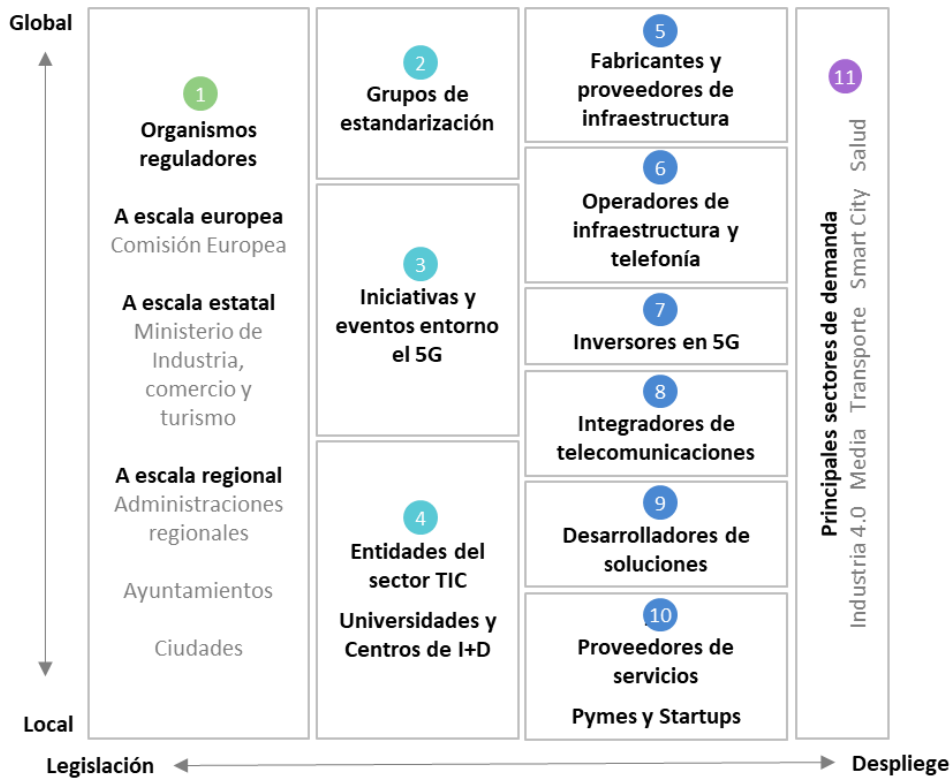 Global
1
Organismos
reguladores
A escala europea
Comisión Europea
A escala estatal
Ministerio de
Industria,
comercio y
turismo
A escala regional
Administraciones
regionales
Ayuntamientos
Ciudades
2
Grupos de
estandarización
3
Iniciativas y
eventos entorno
el 5G
4
Entidades del
sector TIC
Universidades y
Centros de I+D
5
Fabricantes y
proveedores de
infraestructura
6
Operadores de
infraestructura y
telefonía
7
Inversores en 5G
8
Integradores de
telecomunicaciones
9
Desarrolladores de
soluciones
10
Proveedores de
servicios
Pymes y Startups
11
Principales sectores de demanda
Industria 4.0 Media Transporte Smart City Salud
Local
Legislación
Despliege